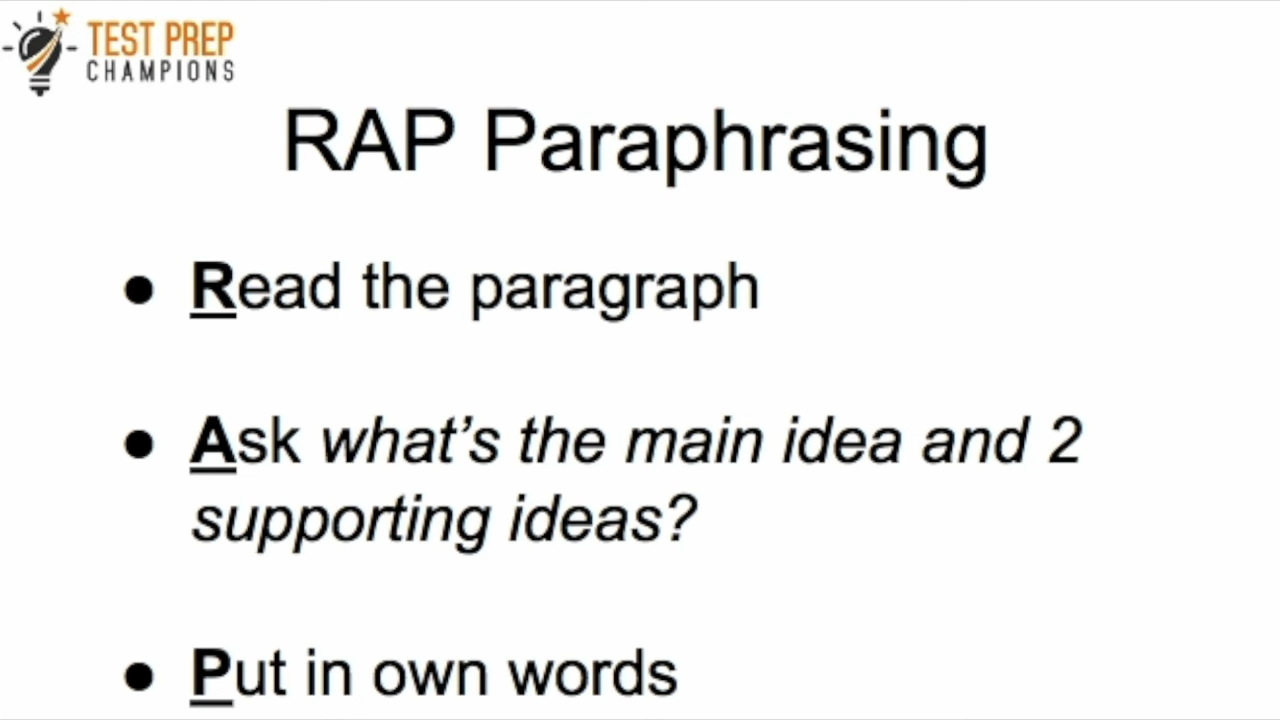 TEST PREP
CHAMPIONS
RAP Paraphrasing
● Read the paragraph
● Ask what's the main idea and 2
supporting ideas?
● Put in own words